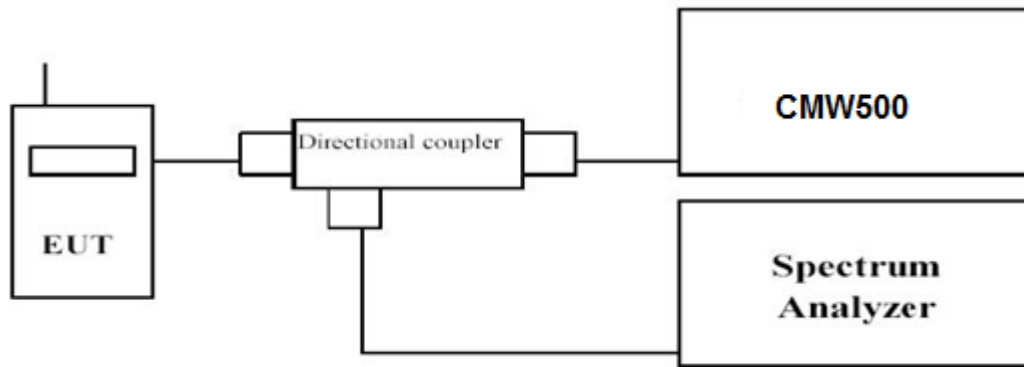 EUT
Directional coupler
CMW500
Spectrum
Analyzer